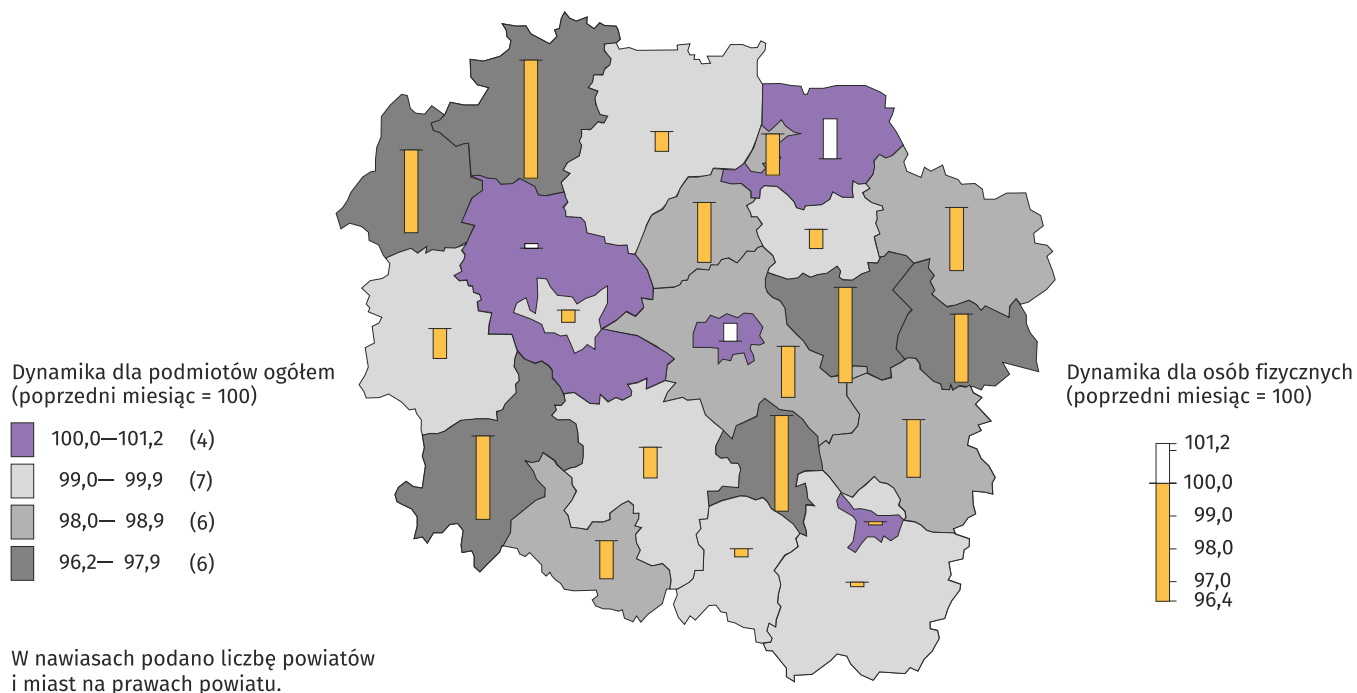 Dynamika dla podmiotów ogółem
(poprzedni miesiąc = 100)
100,0—101,2 (4)
99,0— 99,9 (7)
98,0— 98,9 (6)
96,2— 97,9 (6)
W nawiasach podano liczbę powiatów
i miast na prawach powiatu.
Dynamika dla osób fizycznych
(poprzedni miesiąc = 100)
101,2
100,0
99,0
98,0
97,0
96,4